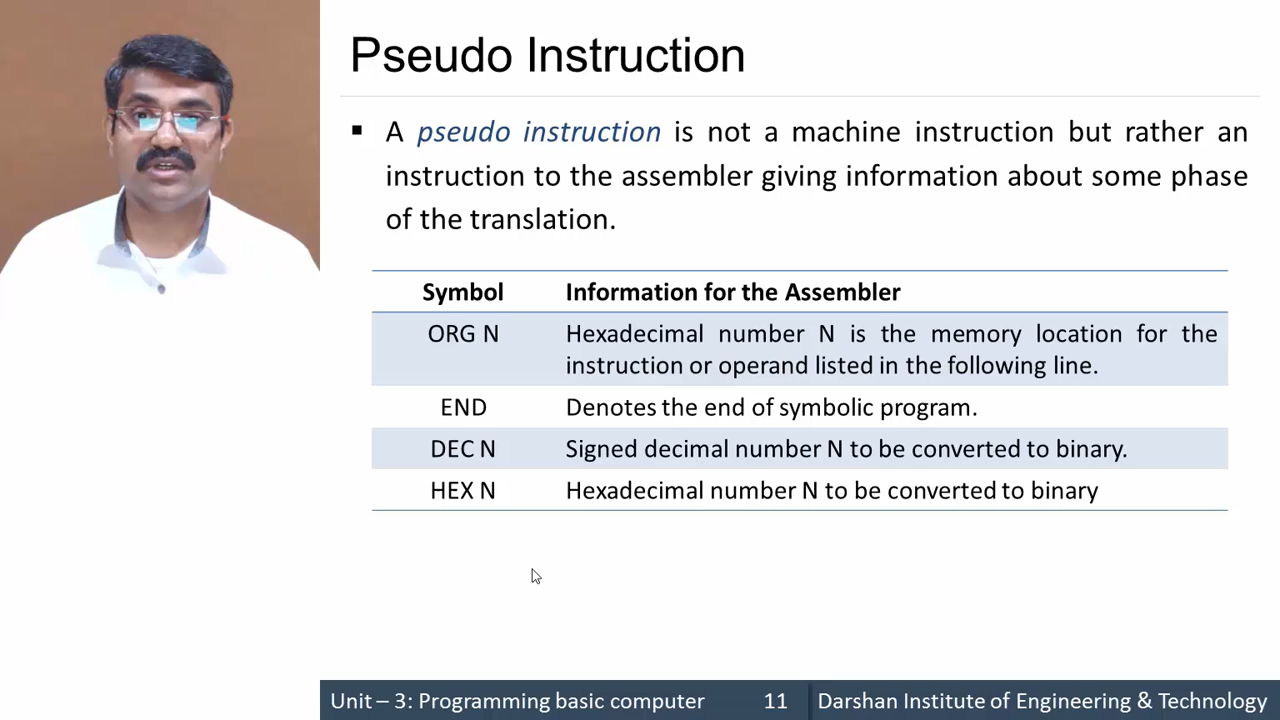 Pseudo Instruction
▪ A pseudo instruction is not a machine instruction but rather an
instruction to the assembler giving information about some phase
of the translation.
Symbol Information for the Assembler
ORG N Hexadecimal number N is the memory location for the
instruction or operand listed in the following line.
END Denotes the end of symbolic program.
DEC N Signed decimal number N to be converted to binary.
HEX N Hexadecimal number N to be converted to binary
Unit – 3: Programming basic computer 11 Darshan Institute of Engineering & Technology